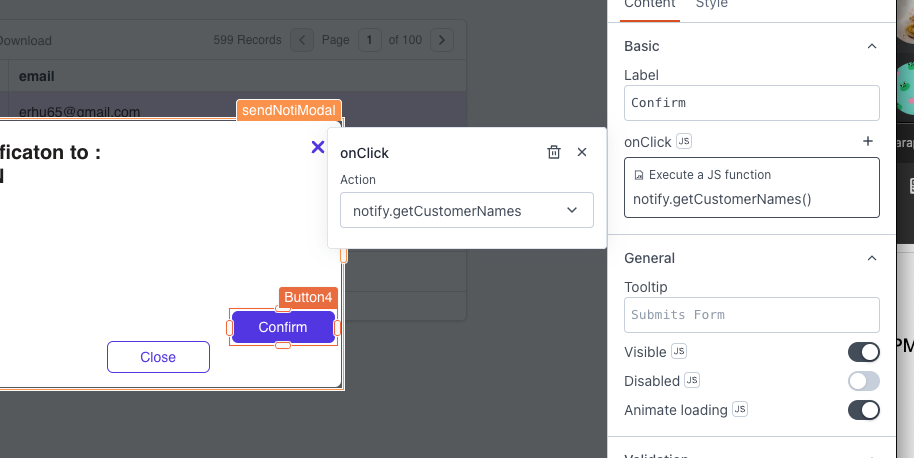 Content Style
Download
599 Records Page 1 of 100
email
erhu65@gmail.com
sendNotiModal
ficaton to :
onClick
Action
notify.getCustomerNames
Button4
Confirm
Close
Basic
Label
Confirm
onClick JS
Execute a JS function
notify.getCustomerNames()
General
Tooltip
Submits Form
Visible JS
Disabled JS
Animate loading JS
Validation
arap
PM